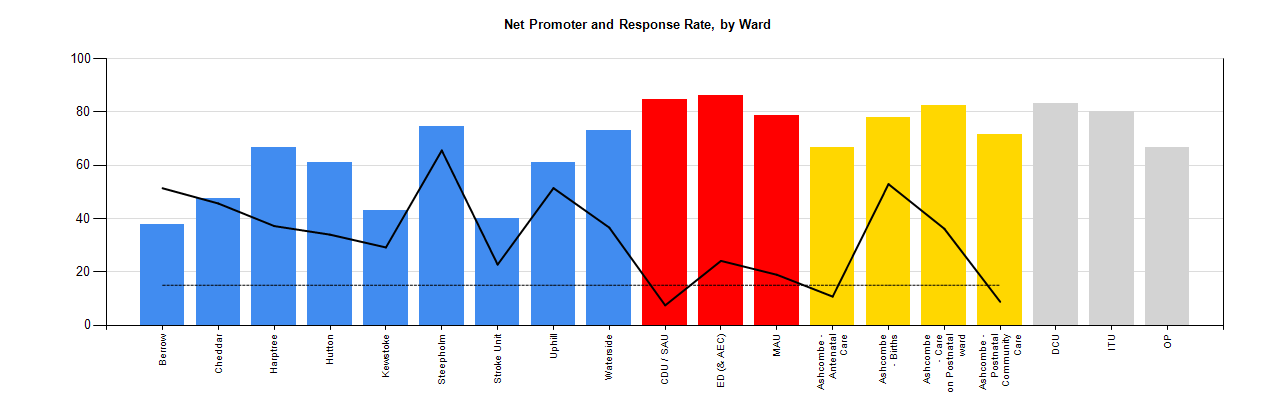 Net Promoter and Response Rate, by Ward
100
80
60
40
20
0
Berrow
Cheddar
Harptree
Hutton
Kewstoke
Steepholm
Stroke Unit
Uphill
Waterside
CDU / SAU
ED (& AEC)
MAU
Ashcombe -
Antenatal
Care
Ashcombe
- Births
Ashcombe
- Care
on Postnatal
ward
Ashcombe -
Postnatal
Community
Care
DCU
ITU
OP